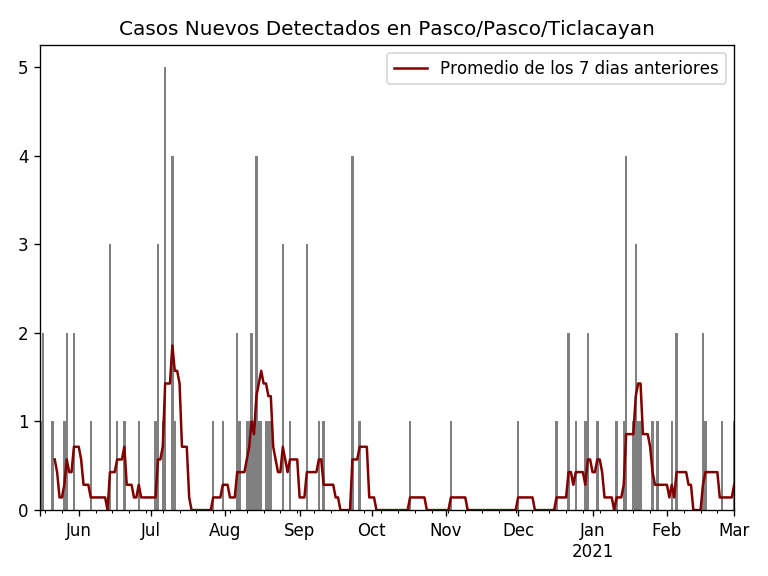 Casos Nuevos Detectados en Pasco/Pasco/Ticlacayan
Promedio de los 7 dias anteriores
5
4
3
2
1
0
Jun Jul Aug Sep Oct Nov Dec Jan Feb Mar
2021